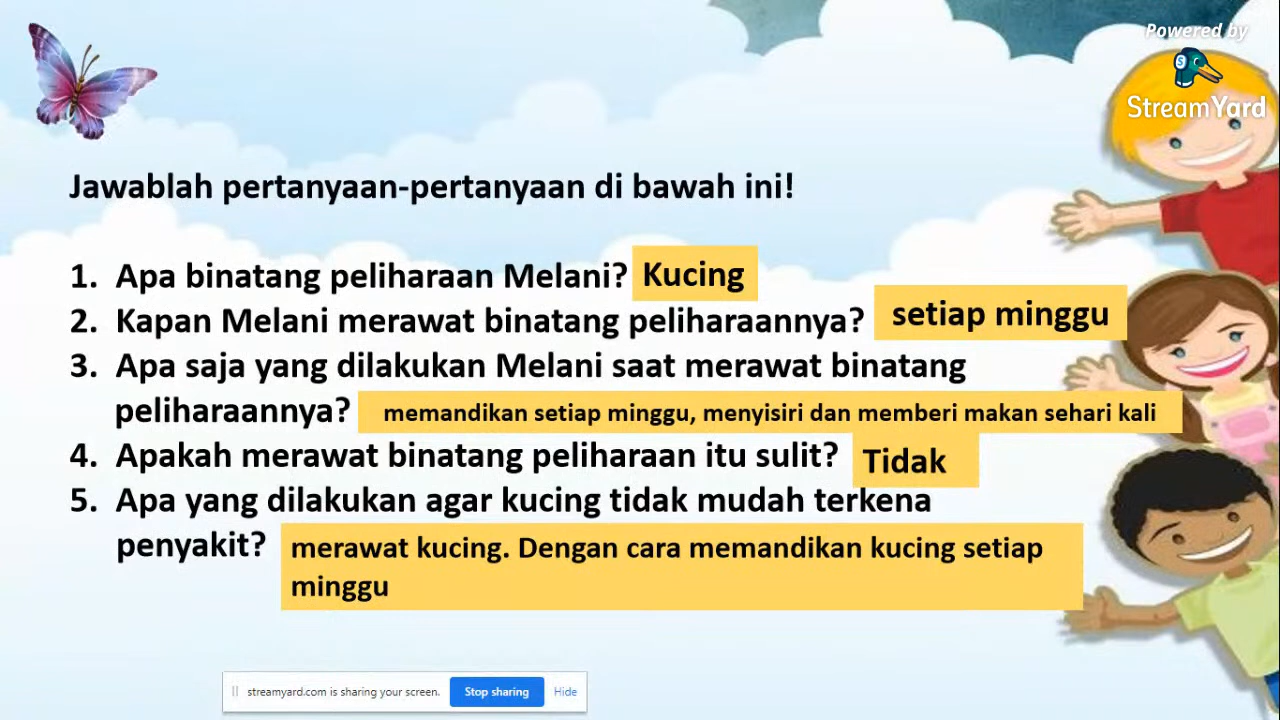 Powered by
StreamYard
Jawablah pertanyaan-pertanyaan di bawah ini!
1. Apa binatang peliharaan Melani? Kucing
2. Kapan Melani merawat binatang peliharaannya? setiap minggu
3. Apa saja yang dilakukan Melani saat merawat binatang
peliharaannya? memandikan setiap minggu, menyisiri dan memberi makan sehari kali
4. Apakah merawat binatang peliharaan itu sulit? Tidak
5. Apa yang dilakukan agar kucing tidak mudah terkena
penyakit? merawat kucing. Dengan cara memandikan kucing setiap
minggu
streamyard.com is sharing your screen. Stop sharing Hide